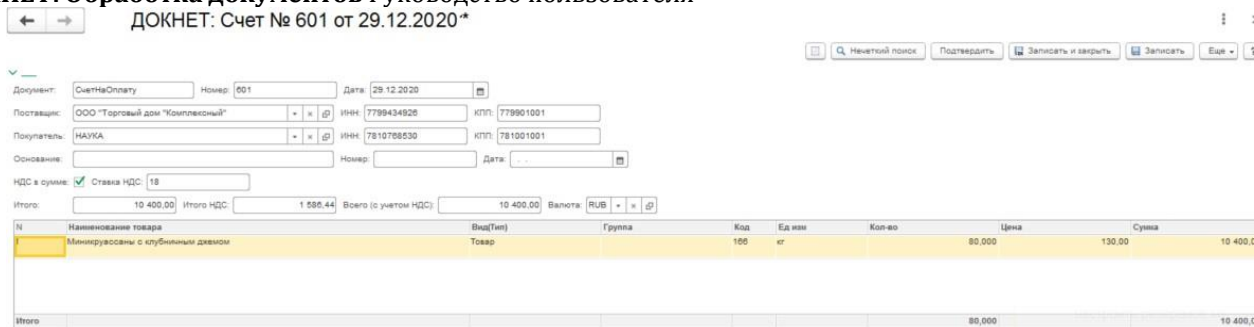 НЕТ: Обработка документов Руководство пользователя
ДОКНЕТ: Счет № 601 от 29.12.2020 *
Нечеткий поиск Подтвердить Записать и закрыть Записать Еще ?
Документ: СчетНаОплату Номер: 601 Дата: 29.12.2020
Поставщик: ООО "Торговый дом "Комплексный" ИНН: 7799434926 КПП: 779901001
Покупатель: НАУКА ИНН: 7810768530 КПП: 781001001
Основание: Номер: Дата: . .
НДС в сумме: Ставка НДС: 18
Итого: 10 400,00 Итого НДС: 1 586,44 Всего (с учетом НДС): 10 400,00 Валюта: RUB
N Наименование товара Вид(Тип) Группа Код Ед изм Кол-во Цена Сумма
1 Миникруассаны с клубничным джемом Товар 166 кг 80,000 130,00 10 400,0
Итого 80,000 10 400,0